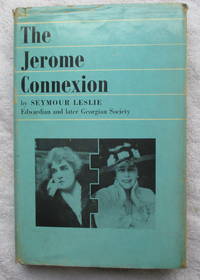 The
Jerome
Connexion
by SEYMOUR LESLIE
Edwardian and later Georgian Society